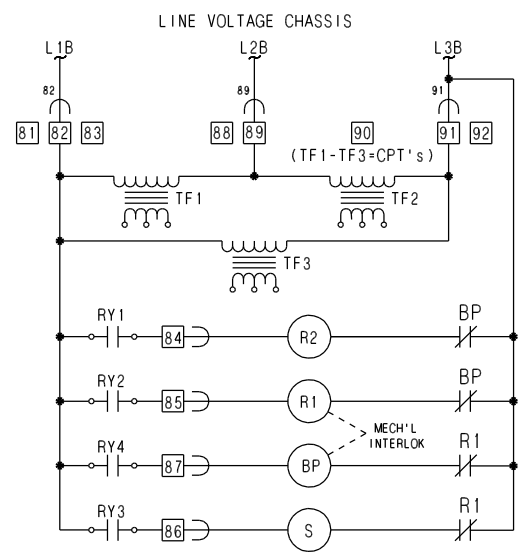 LINE VOLTAGE CHASSIS
L1B L2B L3B
82 89 91
81 82 83 88 89 90 91 92
(TF1-TF3=CPT's)
TF1 TF2
TF3
RY1 84 R2 BP
RY2 85 R1 BP
MECH'L
INTERLOK
RY4 87 BP R1
RY3 86 S R1